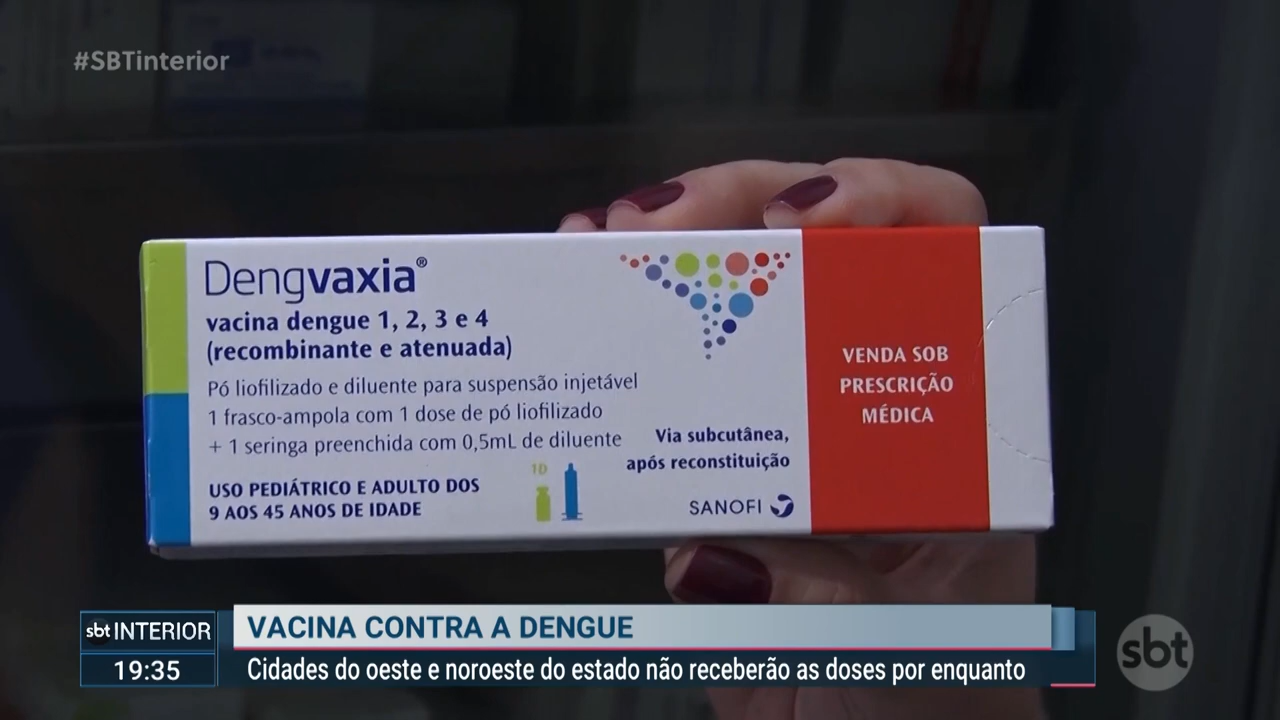 #SBTinterior
Dengvaxia®
vacina dengue 1, 2, 3 e 4
(recombinante e atenuada)
Pó liofilizado e diluente para suspensão injetável
1 frasco-ampola com 1 dose de pó liofilizado
+ 1 seringa preenchida com 0,5mL de diluente
Via subcutânea,
após reconstituição
USO PEDIÁTRICO E ADULTO DOS
9 AOS 45 ANOS DE IDADE
1D
SANOFI
VENDA SOB
PRESCRIÇÃO
MÉDICA
sbt INTERIOR
19:35
VACINA CONTRA A DENGUE
Cidades do oeste e noroeste do estado não receberão as doses por enquanto
sbt